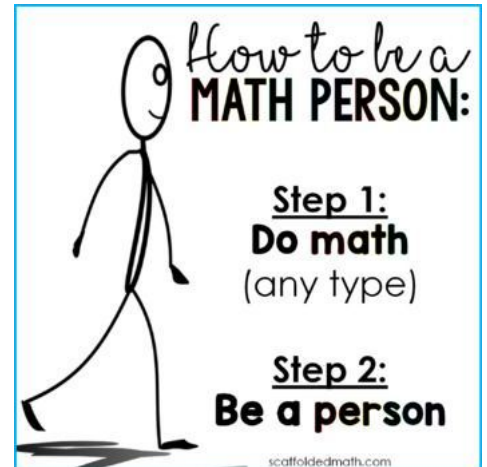 How to be a
MATH PERSON:
Step 1:
Do math
(any type)
Step 2:
Be a person
scaffoldedmath.com